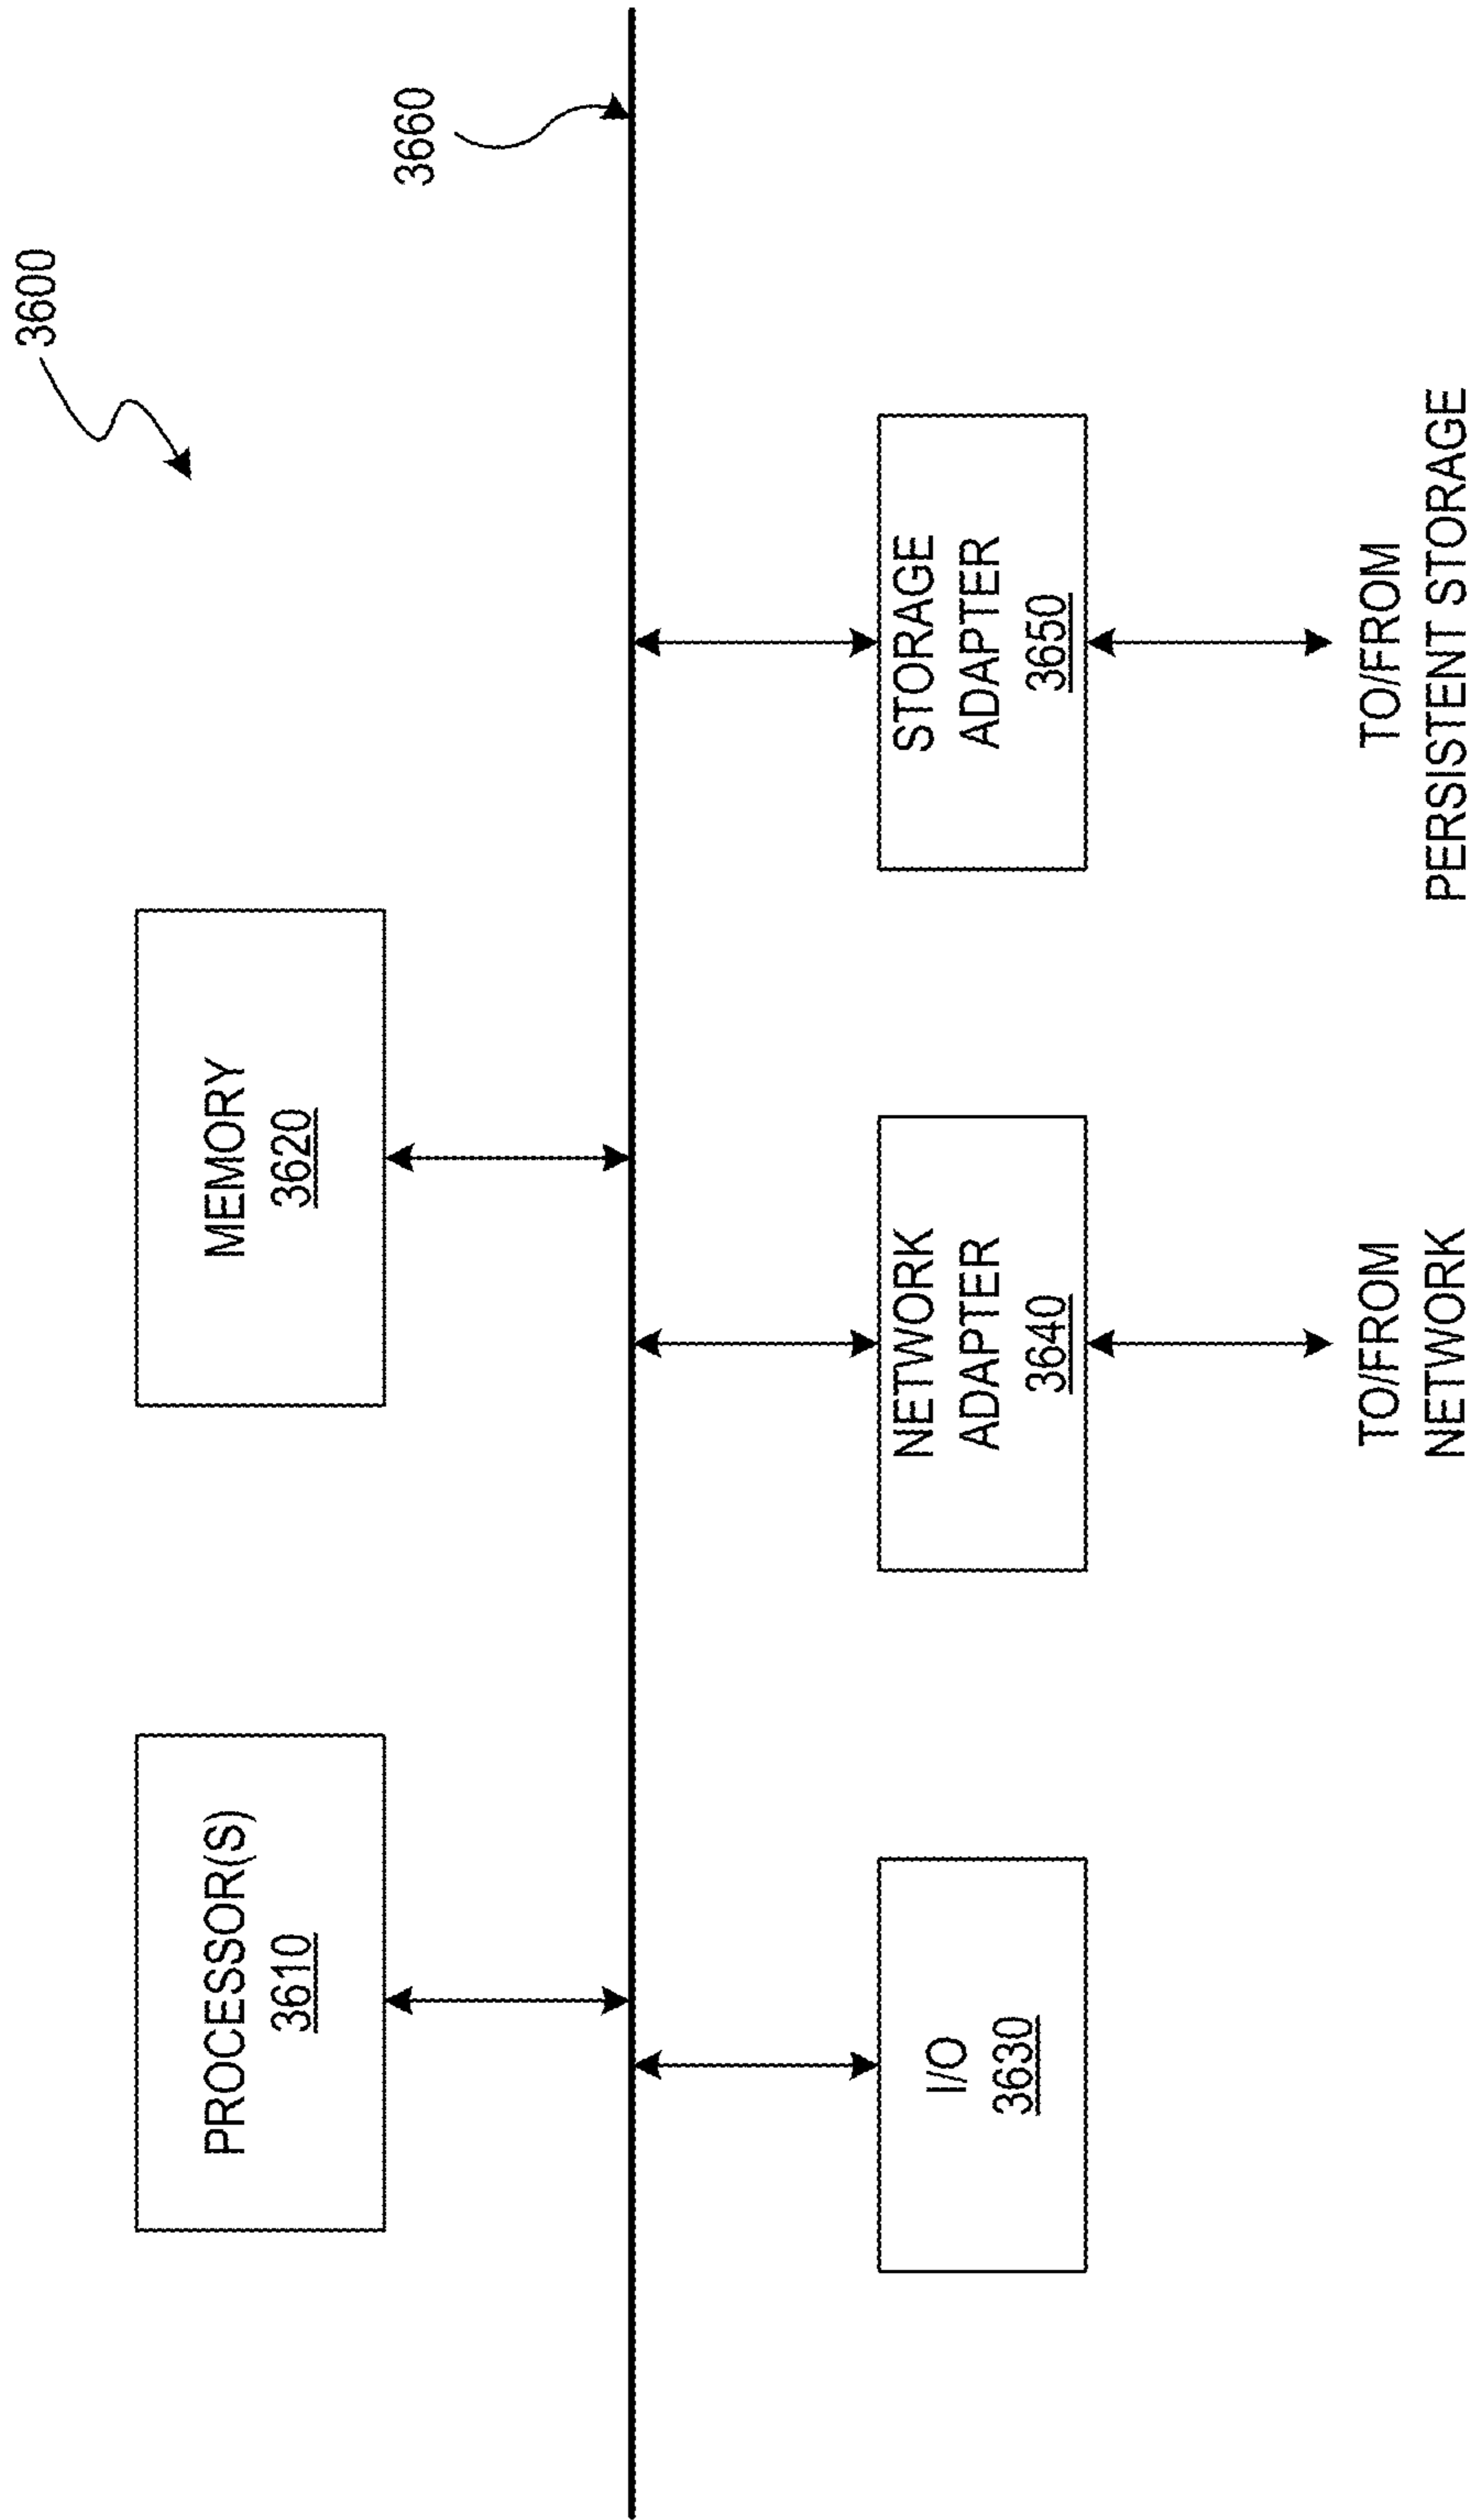 3600
PROCESSOR(S)
3610
MEMORY
3620
3660
I/O
3630
NETWORK
ADAPTER
3640
STORAGE
ADAPTER
3650
TO/FROM
NETWORK
TO/FROM
PERSISTENT STORAGE